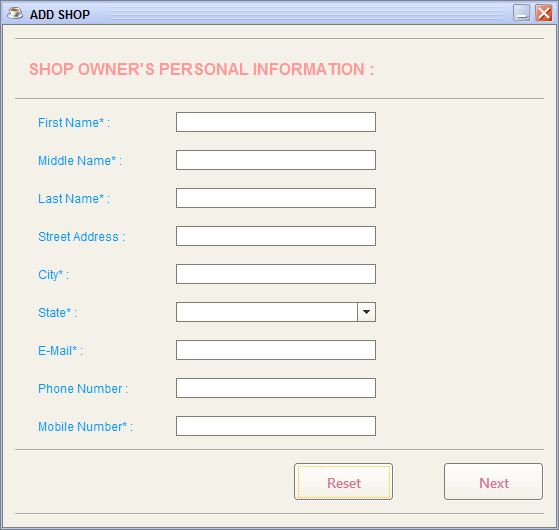 ADD SHOP
SHOP OWNER'S PERSONAL INFORMATION :
First Name* :
Middle Name* :
Last Name* :
Street Address :
City* :
State* :
E-Mail* :
Phone Number :
Mobile Number* :
Reset Next